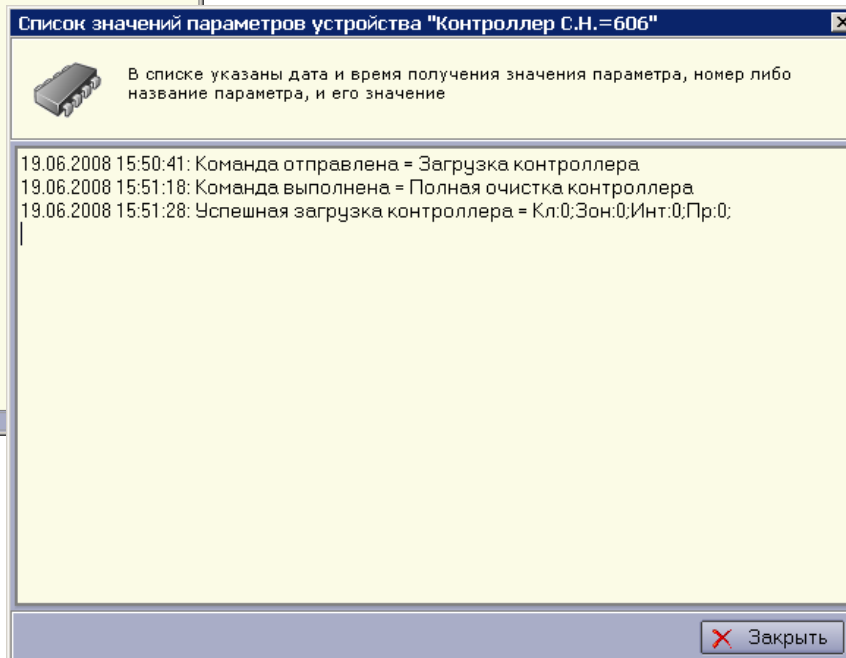 Список значений параметров устройства "Контроллер С.Н.=606"
В списке указаны дата и время получения значения параметра, номер либо
название параметра, и его значение
19.06.2008 15:50:41: Команда отправлена = Загрузка контроллера
19.06.2008 15:51:18: Команда выполнена = Полная очистка контроллера
19.06.2008 15:51:28: Успешная загрузка контроллера = Кл:0;Зон:0;Инт:0;Пр:0;
Закрыть